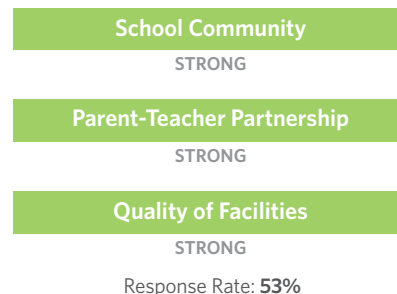 School Community
STRONG
Parent-Teacher Partnership
STRONG
Quality of Facilities
STRONG
Response Rate: 53%